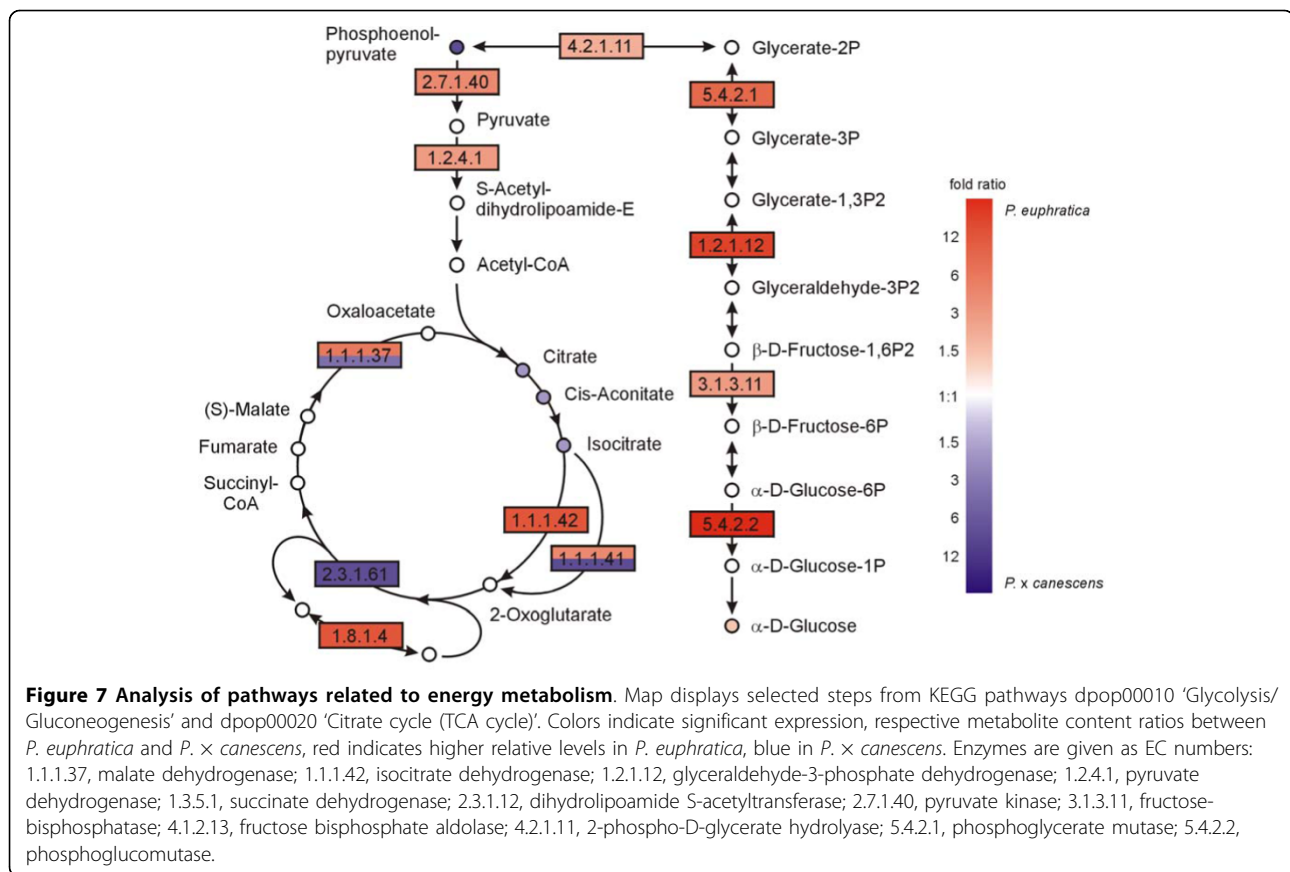 Phosphoenol-
pyruvate
4.2.1.11
Glycerate-2P
2.7.1.40
5.4.2.1
Pyruvate
Glycerate-3P
1.2.4.1
S-Acetyl-
dihydrolipoamide-E
Glycerate-1,3P2
1.2.1.12
Acetyl-CoA
Glyceraldehyde-3P2
Oxaloacetate
β-D-Fructose-1,6P2
1.1.1.37
Citrate
3.1.3.11
Cis-Aconitate
(S)-Malate
β-D-Fructose-6P
Fumarate
Isocitrate
Succinyl-
CoA
α-D-Glucose-6P
1.1.1.42
5.4.2.2
1.1.1.41
2.3.1.61
α-D-Glucose-1P
2-Oxoglutarate
1.8.1.4
α-D-Glucose
fold ratio
P. euphratica
12
6
3
1.5
1:1
1.5
3
6
12
P. x canescens
Figure 7 Analysis of pathways related to energy metabolism. Map displays selected steps from KEGG pathways dpop00010 'Glycolysis/
Gluconeogenesis' and dpop00020 'Citrate cycle (TCA cycle)'. Colors indicate significant expression, respective metabolite content ratios between
P. euphratica and P. × canescens, red indicates higher relative levels in P. euphratica, blue in P. × canescens. Enzymes are given as EC numbers:
1.1.1.37, malate dehydrogenase; 1.1.1.42, isocitrate dehydrogenase; 1.2.1.12, glyceraldehyde-3-phosphate dehydrogenase; 1.2.4.1, pyruvate
dehydrogenase; 1.3.5.1, succinate dehydrogenase; 2.3.1.12, dihydrolipoamide S-acetyltransferase; 2.7.1.40, pyruvate kinase; 3.1.3.11, fructose-
bisphosphatase; 4.1.2.13, fructose bisphosphate aldolase; 4.2.1.11, 2-phospho-D-glycerate hydrolyase; 5.4.2.1, phosphoglycerate mutase; 5.4.2.2,
phosphoglucomutase.